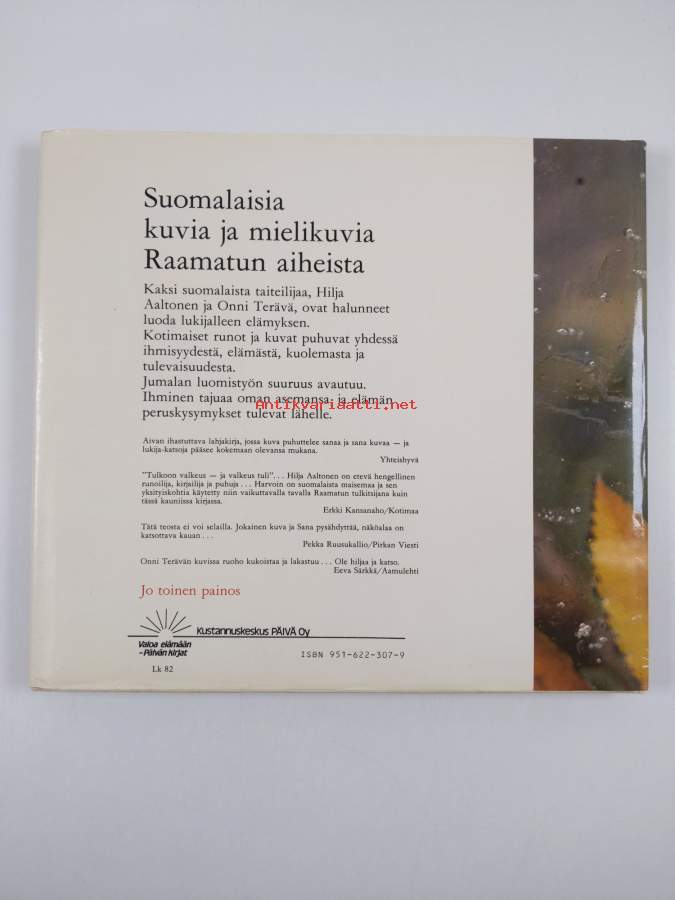 Suomalaisia
kuvia ja mielikuvia
Raamatun aiheista
Kaksi suomalaista taiteilijaa, Hilja
Aaltonen ja Onni Terävä, ovat halunneet
luoda lukijalleen elämyksen.
Kotimaiset runot ja kuvat puhuvat yhdessä
ihmisyydestä, elämästä, kuolemasta ja
tulevaisuudesta.
Jumalan luomistyön suuruus avautuu.
Ihminen tajuaa oman asemansa ja elämän
antikvariaatti.net
peruskysymykset tulevat lähelle.
Aivan ihastuttava lahjakirja, jossa kuva puhuttelee sanaa ja sana kuvaa — ja
lukija-katsoja pääsee kokemaan olevansa mukana.
Yhteishyvä
"Tulkoon valkeus — ja valkeus tuli"... Hilja Aaltonen on etevä hengellinen
runoilija, kirjailija ja puhuja... Harvoin on suomalaista maisemaa ja sen
yksityiskohtia käytetty niin vaikuttavalla tavalla Raamatun tulkitsijana kuin
tässä kauniissa kirjassa.
Erkki Kansanaho/Kotimaa
Tätä teosta ei voi selailla. Jokainen kuva ja Sana pysähdyttää, näköalaa on
katsottava kauan...
Pekka Ruusukallio/Pirkan Viesti
Onni Terävän kuvissa ruoho kukoistaa ja lakastuu... Ole hiljaa ja katso.
Eeva Särkkä/Aamulehti
Jo toinen painos
Kustannuskeskus PÄIVÄ Oy
Valoa elämään
-Päivän kirjat
ISBN 951-622-307-9
Lk 82